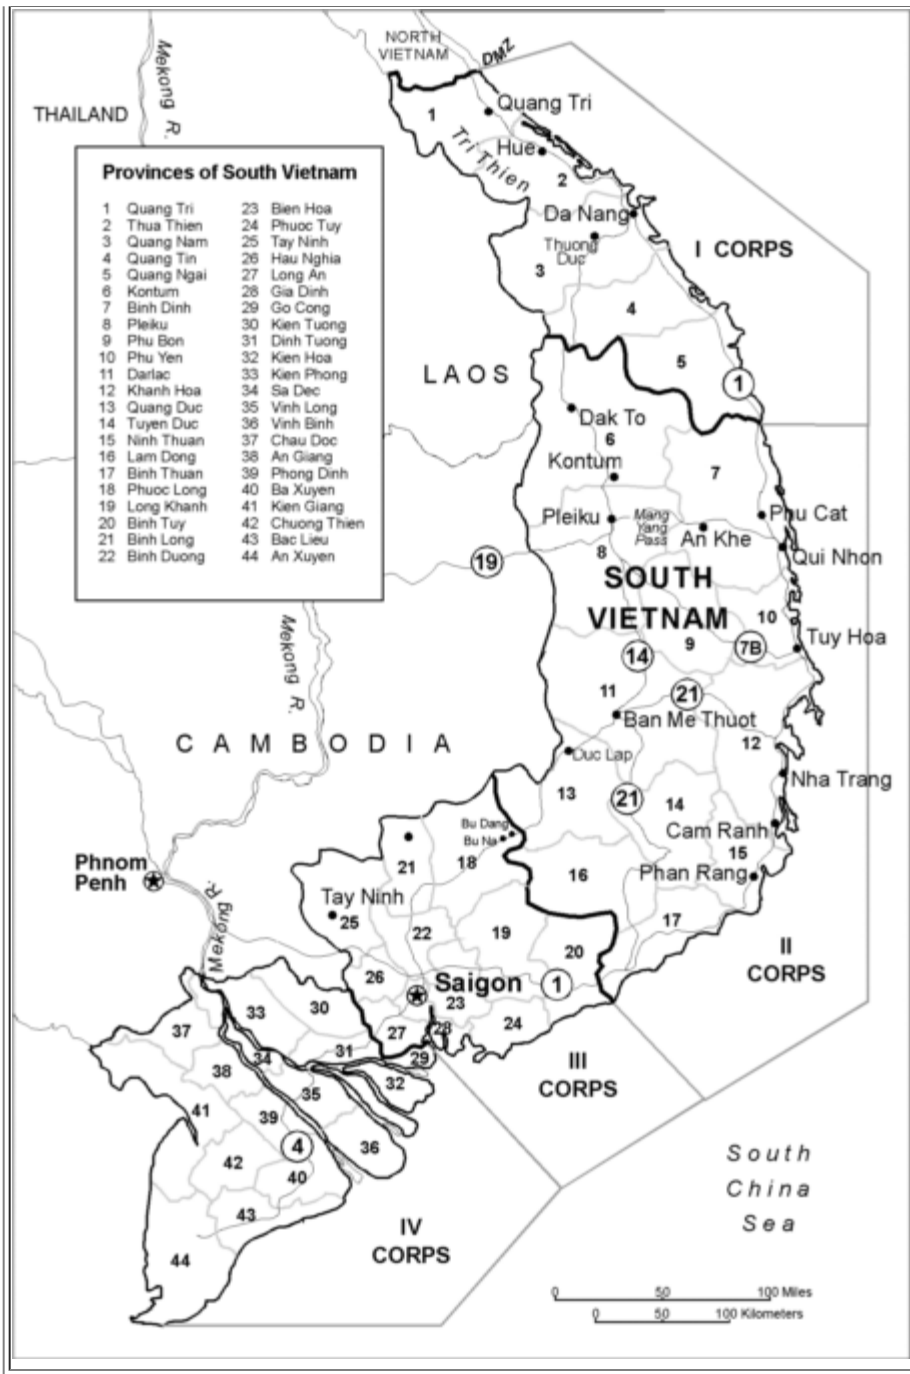 NORTH
VIETNAM
DMZ
Mekong R.
THAILAND
1
Quang Tri
Tri Thien
Hue
2
Da Nang
Thuong
Duc
3
I CORPS
4
5
1
Provinces of South Vietnam
1 Quang Tri
2 Thua Thien
3 Quang Nam
4 Quang Tin
5 Quang Ngai
6 Kontum
7 Binh Dinh
8 Pleiku
9 Phu Bon
10 Phu Yen
11 Darlac
12 Khanh Hoa
13 Quang Duc
14 Tuyen Duc
15 Ninh Thuan
16 Lam Dong
17 Binh Thuan
18 Phuoc Long
19 Long Khanh
20 Binh Tuy
21 Binh Long
22 Binh Duong
23 Bien Hoa
24 Phuoc Tuy
25 Tay Ninh
26 Hau Nghia
27 Long An
28 Gia Dinh
29 Go Cong
30 Kien Tuong
31 Dinh Tuong
32 Kien Hoa
33 Kien Phong
34 Sa Dec
35 Vinh Long
36 Vinh Binh
37 Chau Doc
38 An Giang
39 Phong Dinh
40 Ba Xuyen
41 Kien Giang
42 Chuong Thien
43 Bac Lieu
44 An Xuyen
LAOS
Dak To
6
Kontum
7
Pleiku
Mang
Yang
Pass
An Khe
Phu Cat
Qui Nhon
8
19
SOUTH
VIETNAM
10
Tuy Hoa
9
7B
14
11
21
Ban Me Thuot
Mekong R.
CAMBODIA
Duc Lap
12
Nha Trang
13
21
14
Cam Ranh
15
Phan Rang
16
17
II
CORPS
Bu Dang
Bu Na
21
18
Phnom
Penh
Tay Ninh
25
22
19
20
Mekong R.
26
Saigon
1
23
24
28
27
29
III
CORPS
33
30
37
31
34
32
38
35
41
39
4
36
42
40
43
44
IV
CORPS
South
China
Sea
0 50 100 Miles
0 50 100 Kilometers